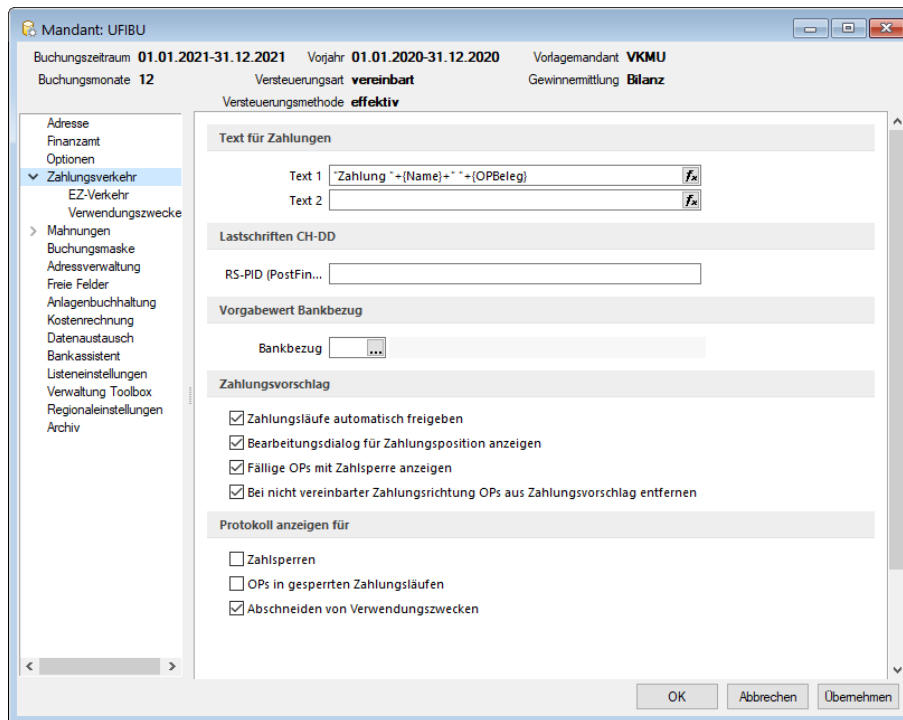 Mandant: UFIBU
Buchungszeitraum 01.01.2021-31.12.2021 Vorjahr 01.01.2020-31.12.2020 Vorlagemandant VKMU
Buchungsmonate 12 Versteuerungsart vereinbart Gewinnermittlung Bilanz
Versteuerungsmethode effektiv
Adresse
Finanzamt
Optionen
Zahlungsverkehr
EZ-Verkehr
Verwendungszwecke
Mahnungen
Buchungsmaske
Adressverwaltung
Freie Felder
Anlagenbuchhaltung
Kostenrechnung
Datenaustausch
Bankassistent
Listeneinstellungen
Verwaltung Toolbox
Regionaleinstellungen
Archiv
Text für Zahlungen
Text 1 "Zahlung "+{Name}+" "+{OPBeleg} fx
Text 2 fx
Lastschriften CH-DD
RS-PID (PostFin...
Vorgabewert Bankbezug
Bankbezug ...
Zahlungsvorschlag
Zahlungsläufe automatisch freigeben
Bearbeitungsdialog für Zahlungsposition anzeigen
Fällige OPs mit Zahlsperre anzeigen
Bei nicht vereinbarter Zahlungsrichtung OPs aus Zahlungsvorschlag entfernen
Protokoll anzeigen für
Zahlsperren
OPs in gesperrten Zahlungsläufen
Abschneiden von Verwendungszwecken
OK Abbrechen Übernehmen